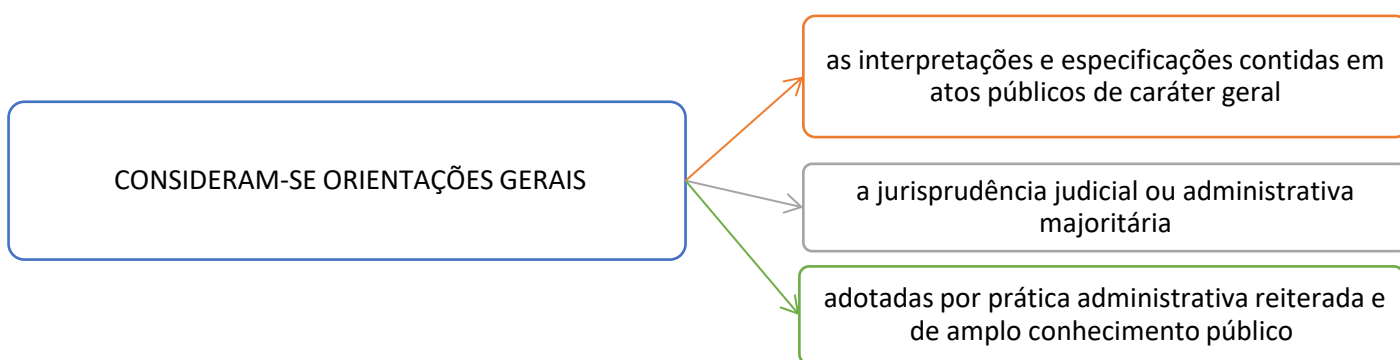 CONSIDERAM-SE ORIENTAÇÕES GERAIS
as interpretações e especificações contidas em
atos públicos de caráter geral
a jurisprudência judicial ou administrativa
majoritária
adotadas por prática administrativa reiterada e
de amplo conhecimento público